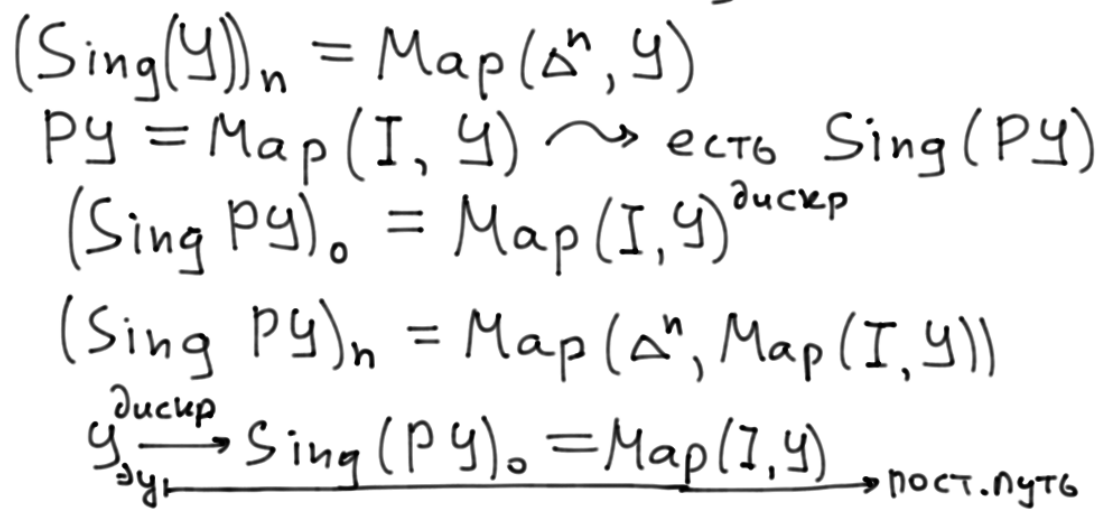 (Sing(Y))ₙ = Map(Δⁿ, Y)
PY = Map(I, Y) ⤳ есть Sing(PY)
(Sing PY)₀ = Map(I, Y)^дискр
(Sing PY)ₙ = Map(Δⁿ, Map(I, Y))
Y^дискр → Sing(PY)₀ = Map(I, Y)
∍y ↦ пост. путь